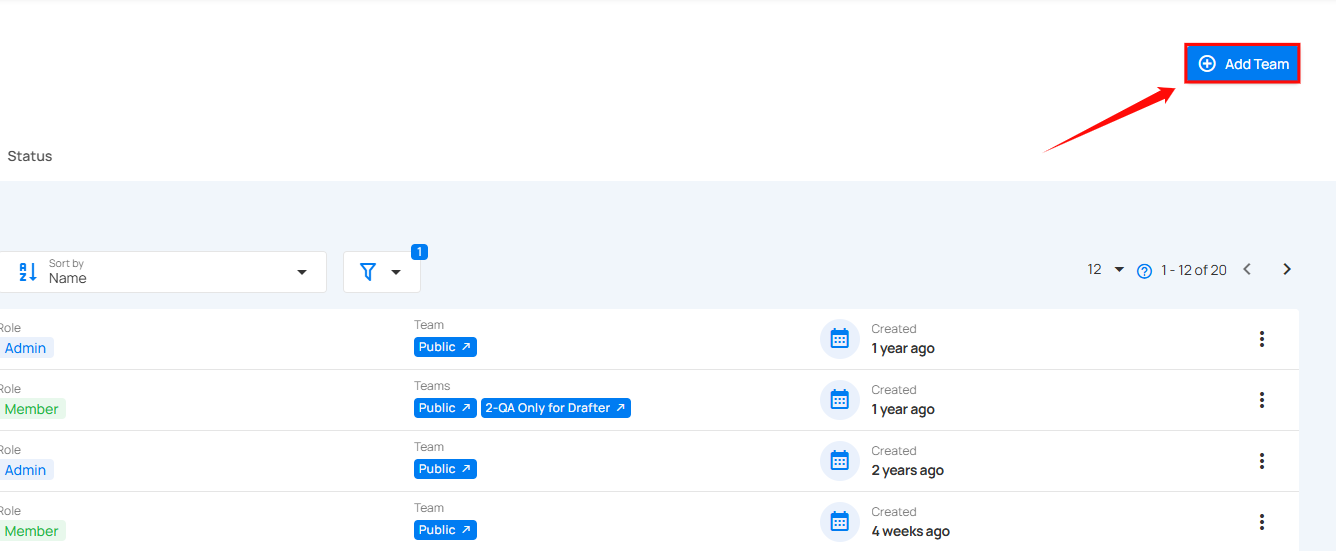 Add Team
Status
1
Sort by
Name
12
1 - 12 of 20
Role
Team
Created
Admin
Public
1 year ago
Role
Teams
Created
Member
Public 2-QA Only for Drafter
1 year ago
Role
Team
Created
Admin
Public
2 years ago
Role
Team
Created
Member
Public
4 weeks ago